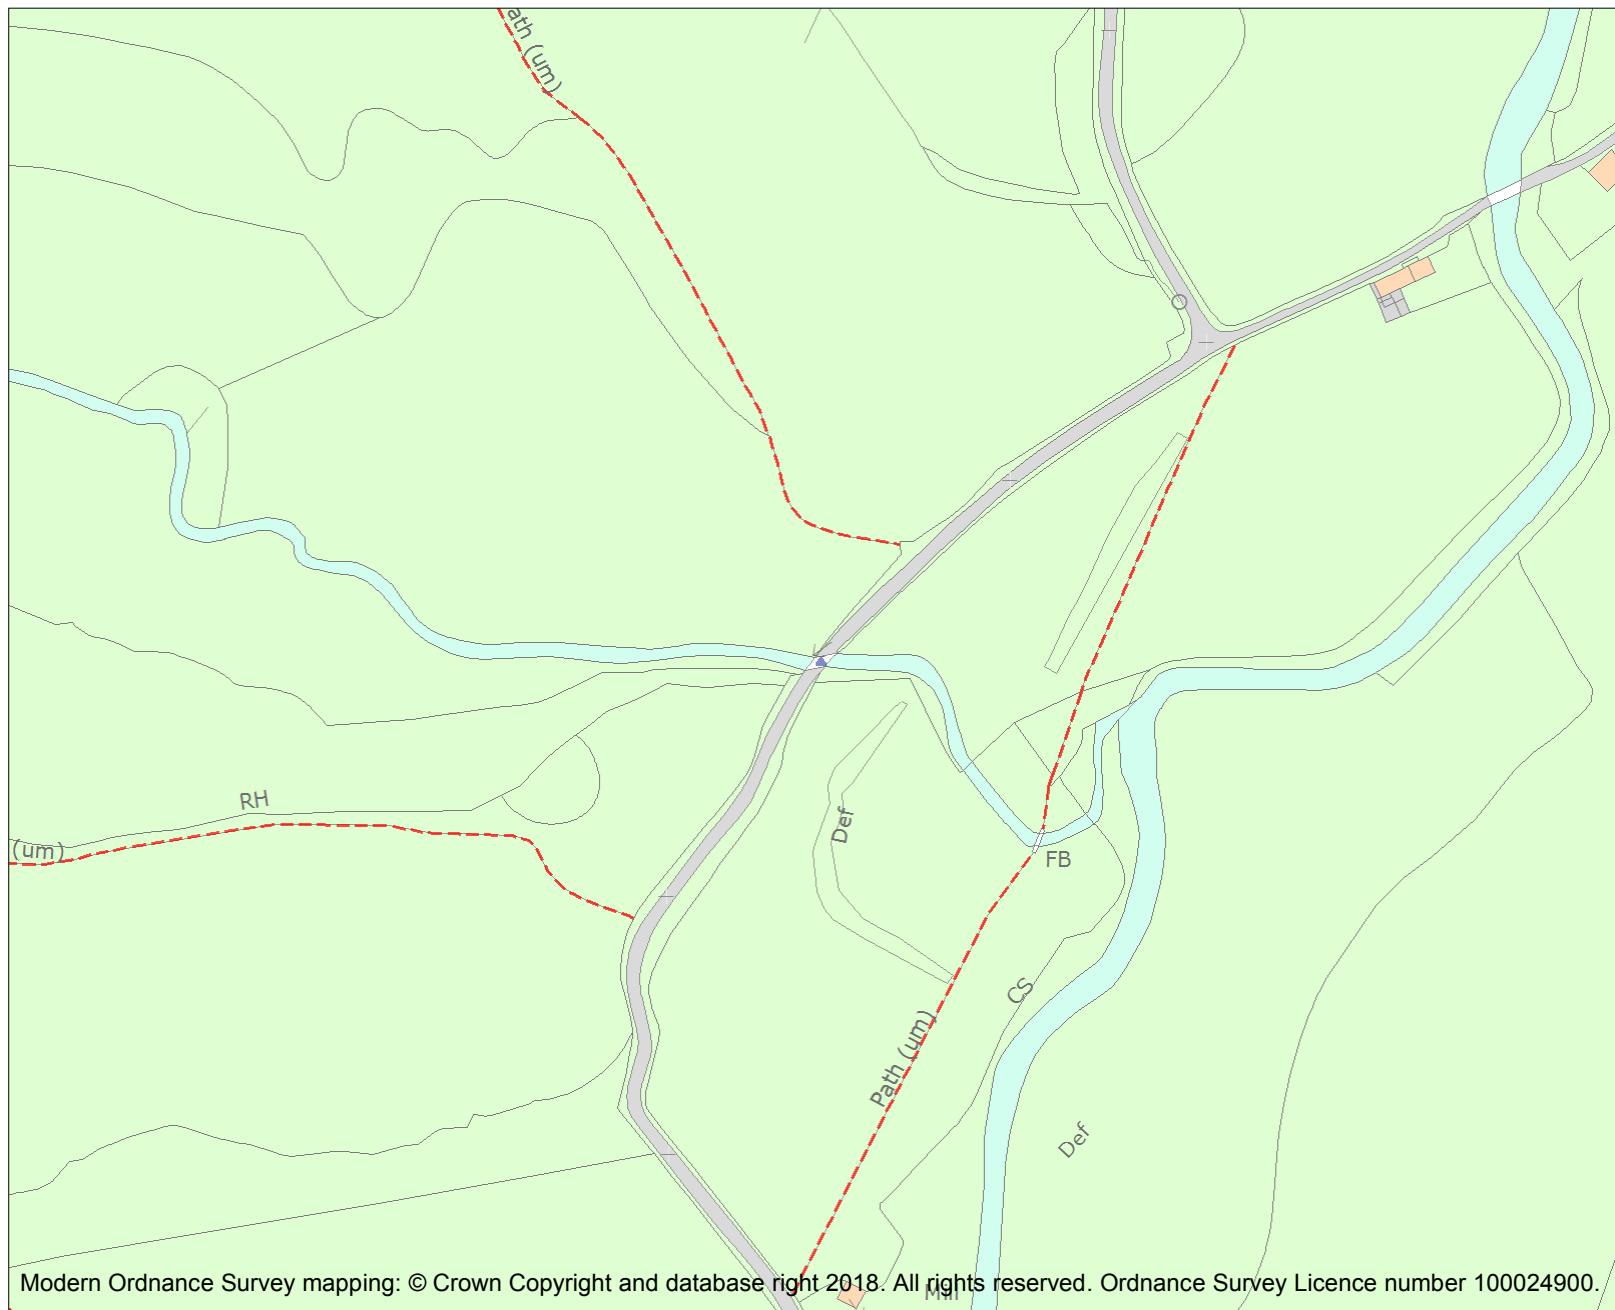 ath (um)
RH
(um)
Def
FB
CS
Path (um)
Def
Mill
Modern Ordnance Survey mapping: © Crown Copyright and database right 2018. All rights reserved. Ordnance Survey Licence number 100024900.